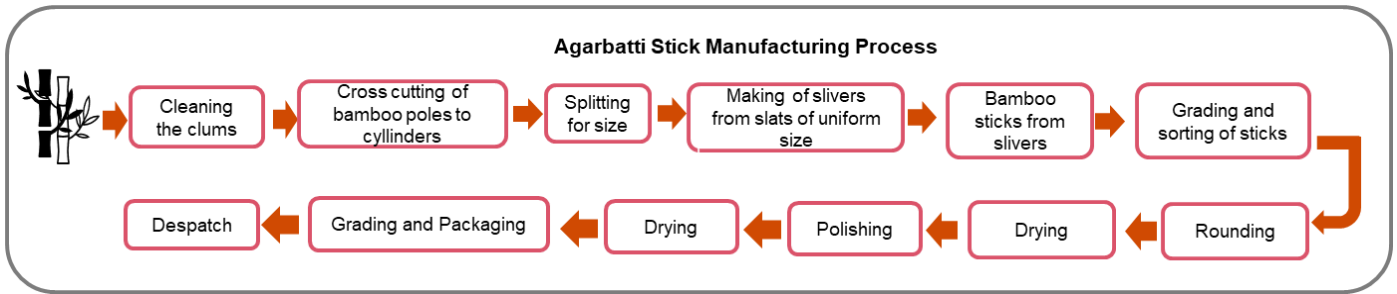 Agarbatti Stick Manufacturing Process
Cleaning
the clums
Cross cutting of
bamboo poles to
cyllinders
Splitting
for size
Making of slivers
from slats of uniform
size
Bamboo
sticks from
slivers
Grading and
sorting of sticks
Rounding
Drying
Polishing
Drying
Grading and Packaging
Despatch